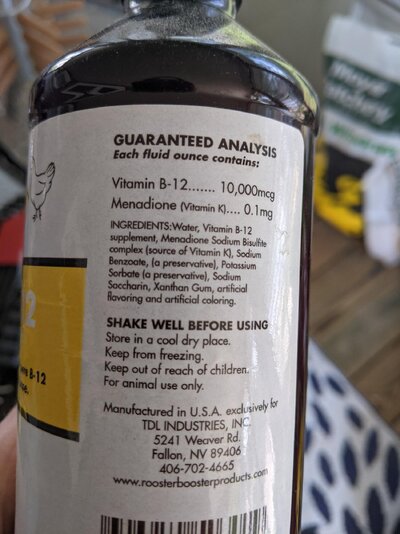 GUARANTEED ANALYSIS
Each fluid ounce contains:
Vitamin B-12....... 10,000mcg
Menadione (Vitamin K).... 0.1mg
INGREDIENTS:Water, Vitamin B-12
supplement, Menadione Sodium Bisulfite
complex (source of Vitamin K), Sodium
Benzoate, (a preservative), Potassium
Sorbate (a preservative), Sodium
Saccharin, Xanthan Gum, artificial
flavoring and artificial coloring.
SHAKE WELL BEFORE USING
Store in a cool dry place.
Keep from freezing.
Keep out of reach of children.
For animal use only.
Manufactured in U.S.A. exclusively for
TDL INDUSTRIES, INC.
5241 Weaver Rd.
Fallon, NV 89406
406-702-4665
www.roosterboosterproducts.com
2
B-12